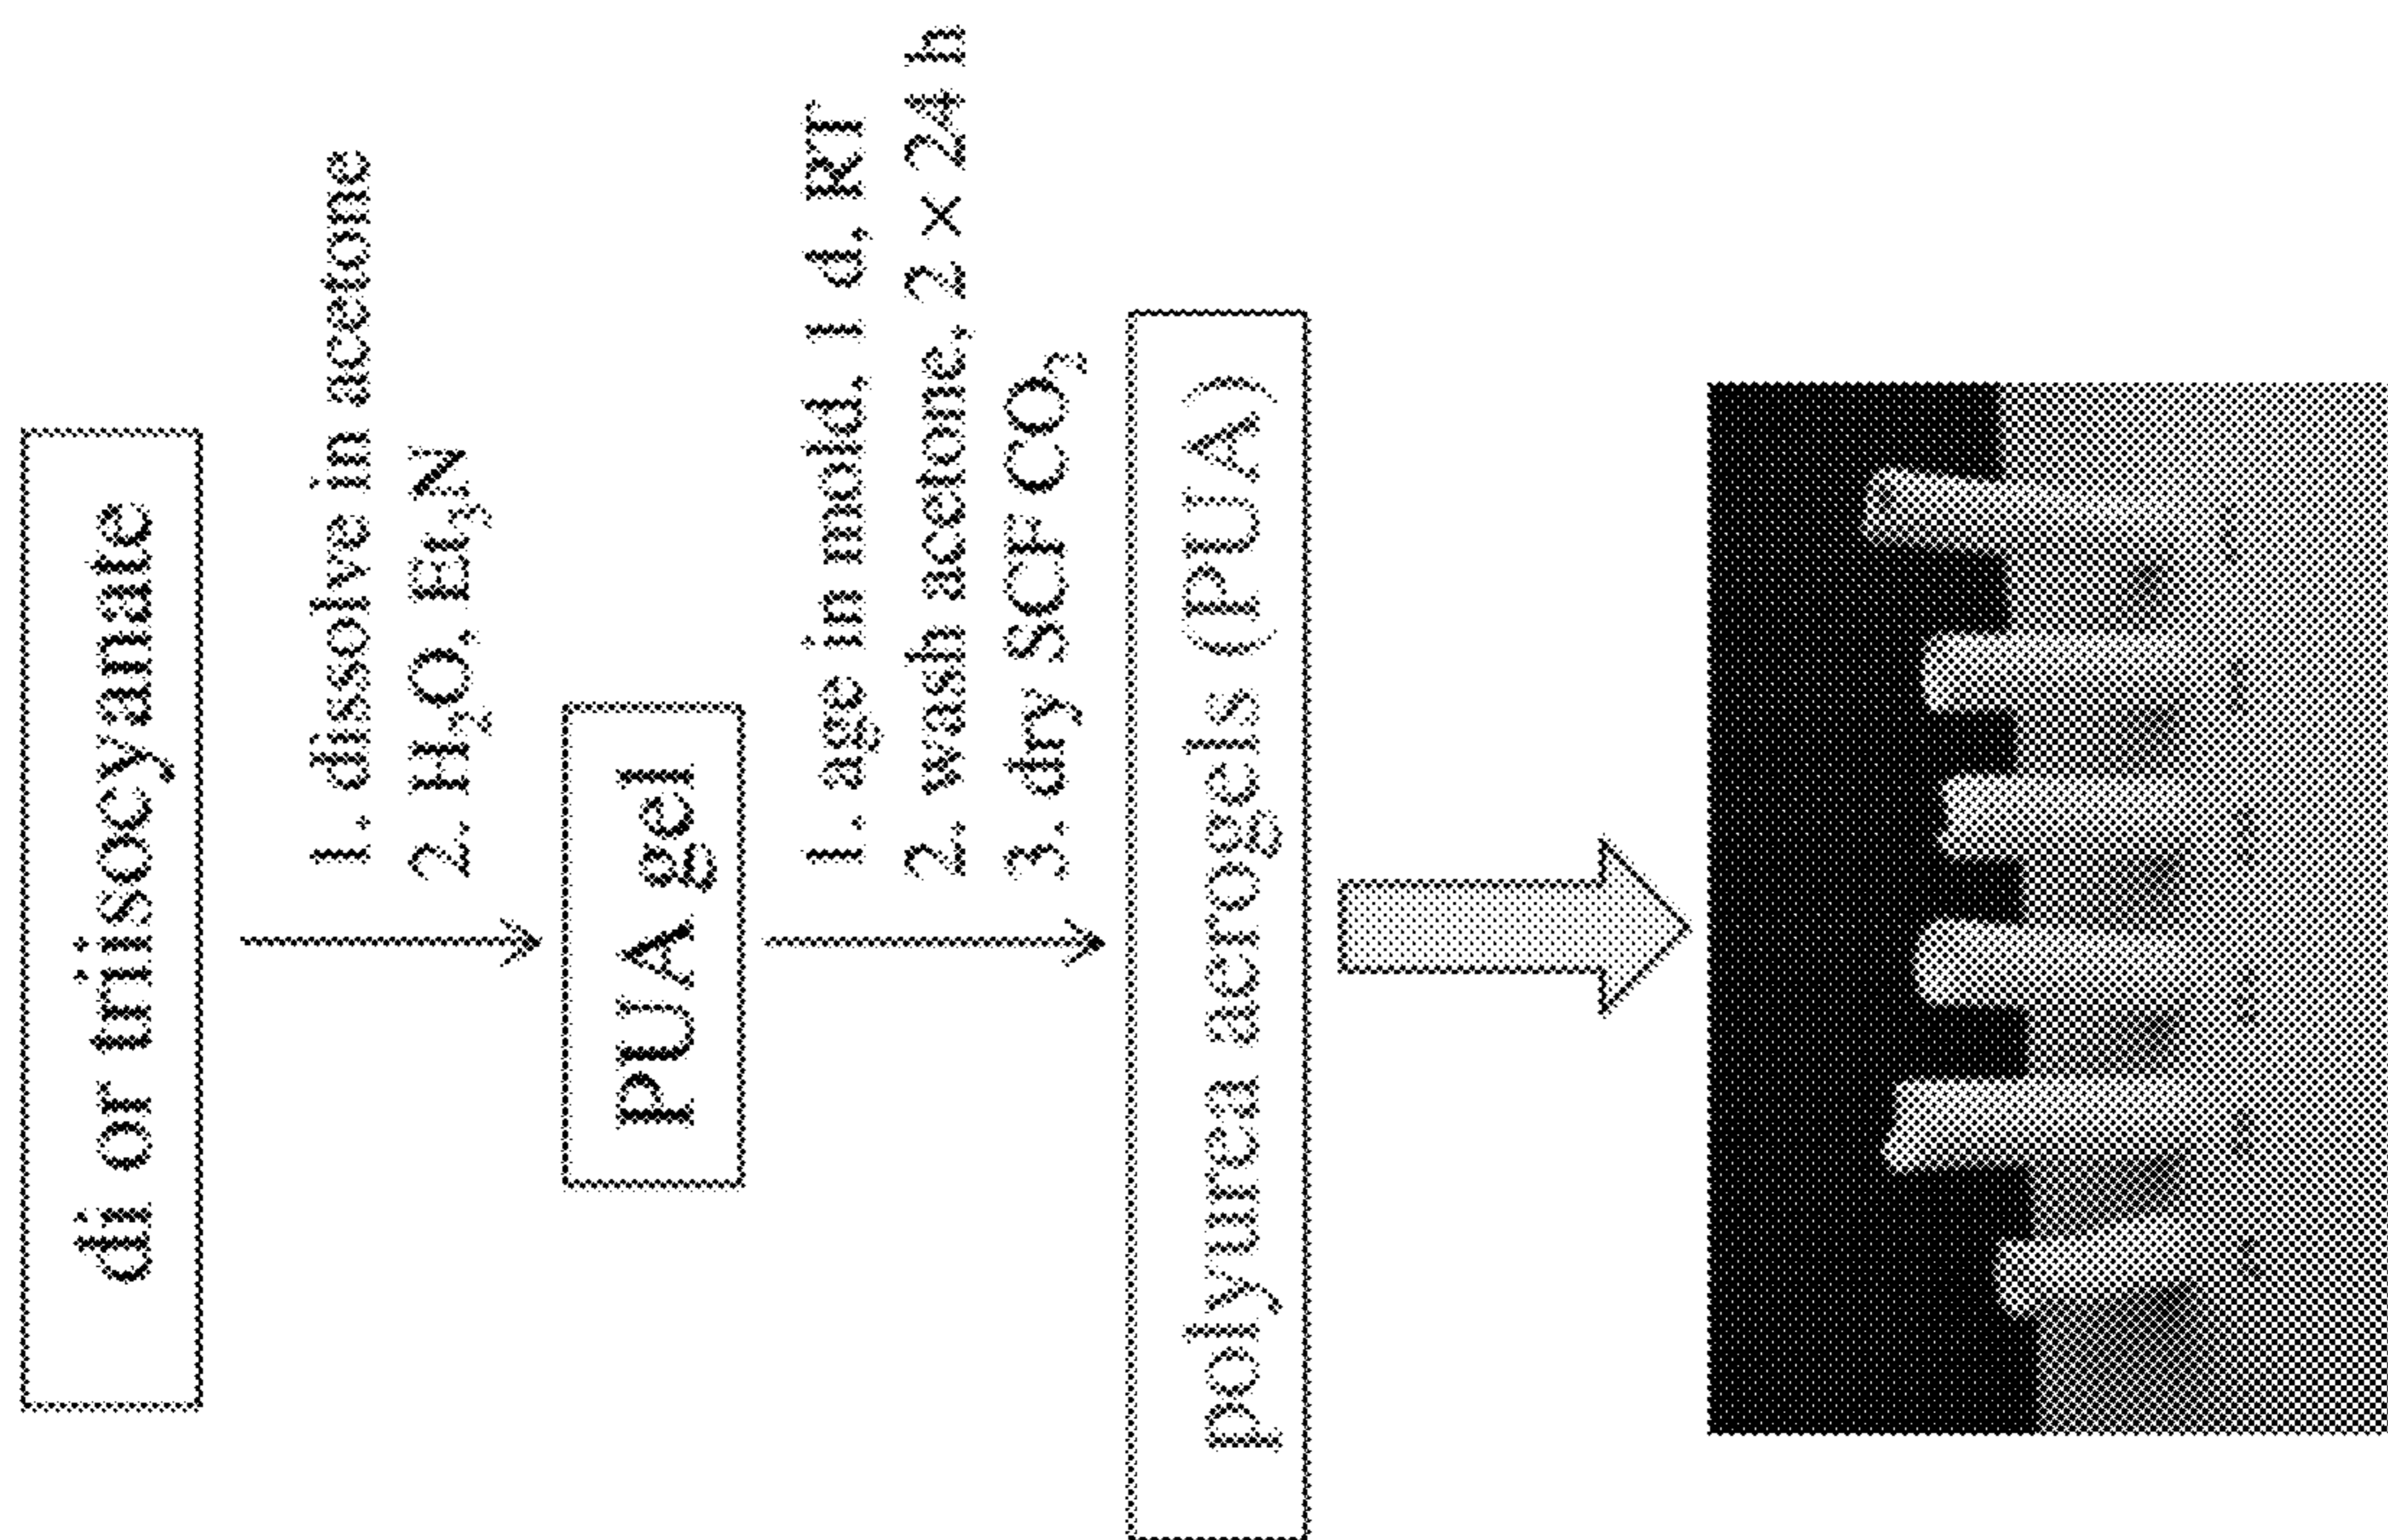 di or triisocyanate
1. dissolve in acetone
2. H₂O, Et₃N
PUA gel
1. age in mold, 1 d, RT
2. wash acetone, 2 × 24 h
3. dry SCF CO₂
polyurea aerogels (PUA)